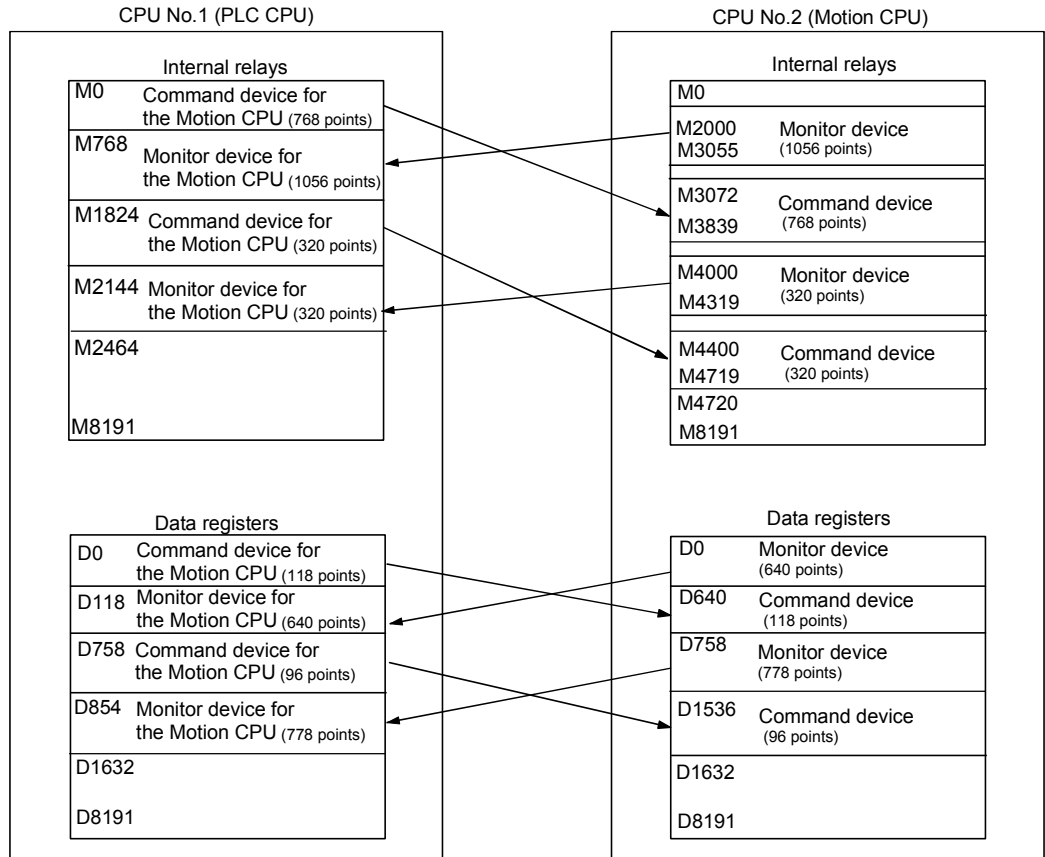 CPU No.1 (PLC CPU)
Internal relays
M0
Command device for
the Motion CPU (768 points)
M768
Monitor device for
the Motion CPU (1056 points)
M1824
Command device for
the Motion CPU (320 points)
M2144
Monitor device for
the Motion CPU (320 points)
M2464
M8191
Data registers
D0
Command device for
the Motion CPU (118 points)
D118
Monitor device for
the Motion CPU (640 points)
D758
Command device for
the Motion CPU (96 points)
D854
Monitor device for
the Motion CPU (778 points)
D1632
D8191
CPU No.2 (Motion CPU)
Internal relays
M0
M2000
Monitor device
M3055
(1056 points)
M3072
Command device
M3839
(768 points)
M4000
Monitor device
M4319
(320 points)
M4400
Command device
M4719
(320 points)
M4720
M8191
Data registers
D0
Monitor device
(640 points)
D640
Command device
(118 points)
D758
Monitor device
(778 points)
D1536
Command device
(96 points)
D1632
D8191